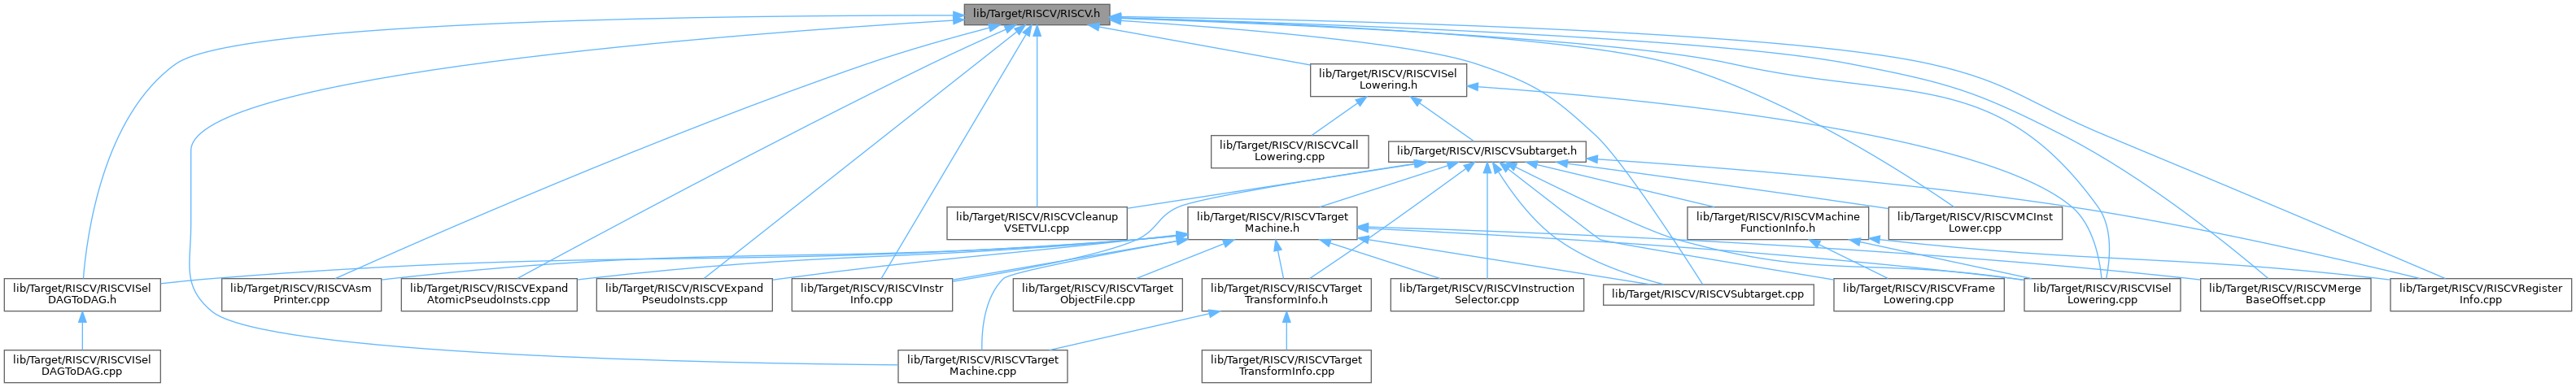 lib/Target/RISCV/RISCV.h
lib/Target/RISCV/RISCVISel
Lowering.h
lib/Target/RISCV/RISCVCall
Lowering.cpp
lib/Target/RISCV/RISCVSubtarget.h
lib/Target/RISCV/RISCVCleanup
VSETVLI.cpp
lib/Target/RISCV/RISCVTarget
Machine.h
lib/Target/RISCV/RISCVMachine
FunctionInfo.h
lib/Target/RISCV/RISCVMCInst
Lower.cpp
lib/Target/RISCV/RISCVISel
DAGToDAG.h
lib/Target/RISCV/RISCVAsm
Printer.cpp
lib/Target/RISCV/RISCVExpand
AtomicPseudoInsts.cpp
lib/Target/RISCV/RISCVExpand
PseudoInsts.cpp
lib/Target/RISCV/RISCVInstr
Info.cpp
lib/Target/RISCV/RISCVTarget
ObjectFile.cpp
lib/Target/RISCV/RISCVTarget
TransformInfo.h
lib/Target/RISCV/RISCVInstruction
Selector.cpp
lib/Target/RISCV/RISCVSubtarget.cpp
lib/Target/RISCV/RISCVFrame
Lowering.cpp
lib/Target/RISCV/RISCVISel
Lowering.cpp
lib/Target/RISCV/RISCVMerge
BaseOffset.cpp
lib/Target/RISCV/RISCVRegister
Info.cpp
lib/Target/RISCV/RISCVISel
DAGToDAG.cpp
lib/Target/RISCV/RISCVTarget
Machine.cpp
lib/Target/RISCV/RISCVTarget
TransformInfo.cpp